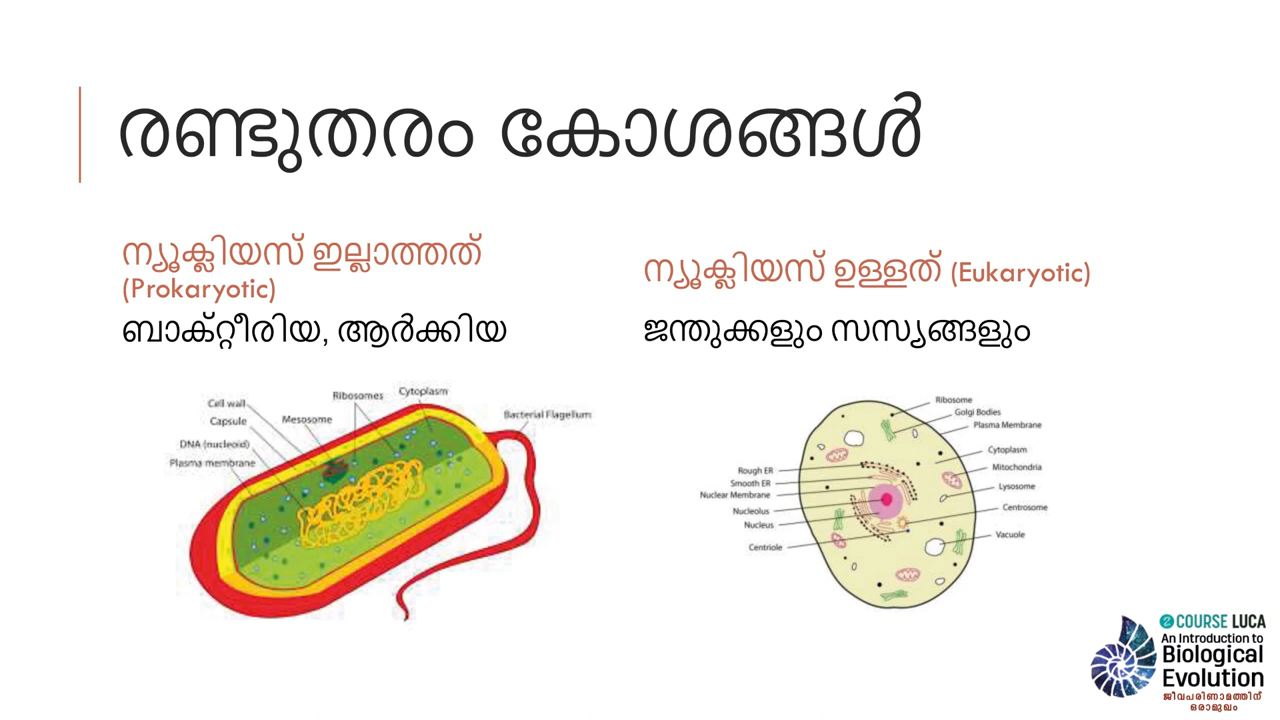 രണ്ടുതരം കോശങ്ങൾ
ന്യൂക്ലിയസ് ഇല്ലാത്തത്
(Prokaryotic)
ബാക്റ്റീരിയ, ആർക്കിയ
ന്യൂക്ലിയസ് ഉള്ളത് (Eukaryotic)
ജന്തുക്കളും സസ്യങ്ങളും
Cell wall
Capsule
DNA (nucleoid)
Plasma membrane
Mesosome
Ribosomes
Cytoplasm
Bacterial Flagellum
Rough ER
Smooth ER
Nuclear Membrane
Nucleolus
Nucleus
Centriole
Ribosome
Golgi Bodies
Plasma Membrane
Cytoplasm
Mitochondria
Lysosome
Centrosome
Vacuole
2 COURSE LUCA
An Introduction to
Biological
Evolution
ജീവപരിണാമത്തിന്
ഒരാമുഖം